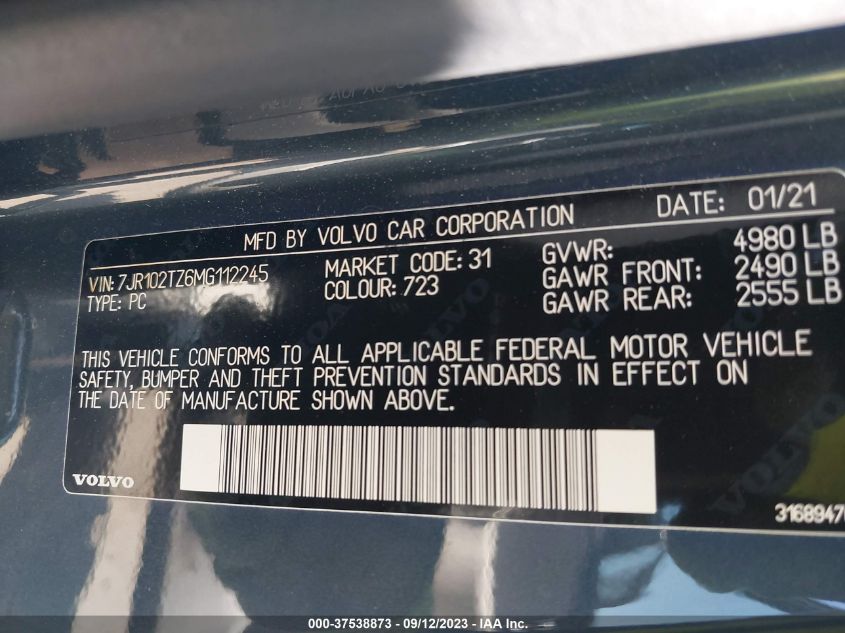 MFD BY VOLVO CAR CORPORATION DATE: 01/21
VIN: 7JR102TZ6MG112245 MARKET CODE: 31 GVWR: 4980 LB
TYPE: PC COLOUR: 723 GAWR FRONT: 2490 LB
GAWR REAR: 2555 LB
THIS VEHICLE CONFORMS TO ALL APPLICABLE FEDERAL MOTOR VEHICLE
SAFETY, BUMPER AND THEFT PREVENTION STANDARDS IN EFFECT ON
THE DATE OF MANUFACTURE SHOWN ABOVE.
VOLVO
000-37538873 - 09/12/2023 - IAA Inc.